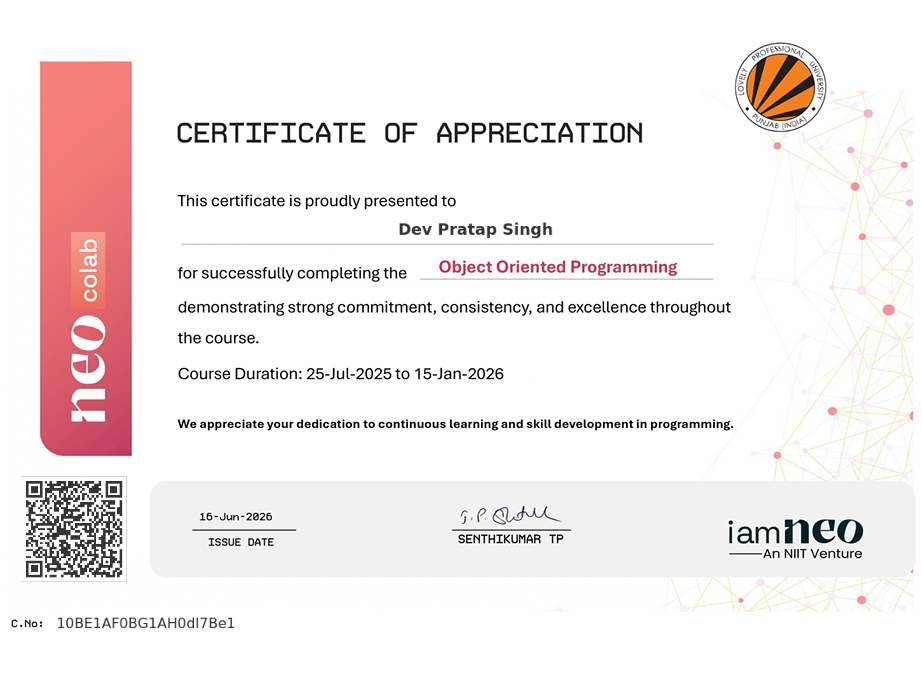 LOVELY PROFESSIONAL UNIVERSITY
PUNJAB (INDIA)
CERTIFICATE OF APPRECIATION
This certificate is proudly presented to
Dev Pratap Singh
for successfully completing the Object Oriented Programming
demonstrating strong commitment, consistency, and excellence throughout
the course.
Course Duration: 25-Jul-2025 to 15-Jan-2026
We appreciate your dedication to continuous learning and skill development in programming.
neo colab
16-Jun-2026
ISSUE DATE
SENTHIKUMAR TP
iamneo
An NIIT Venture
C.No: 10BE1AF0BG1AH0dI7Be1